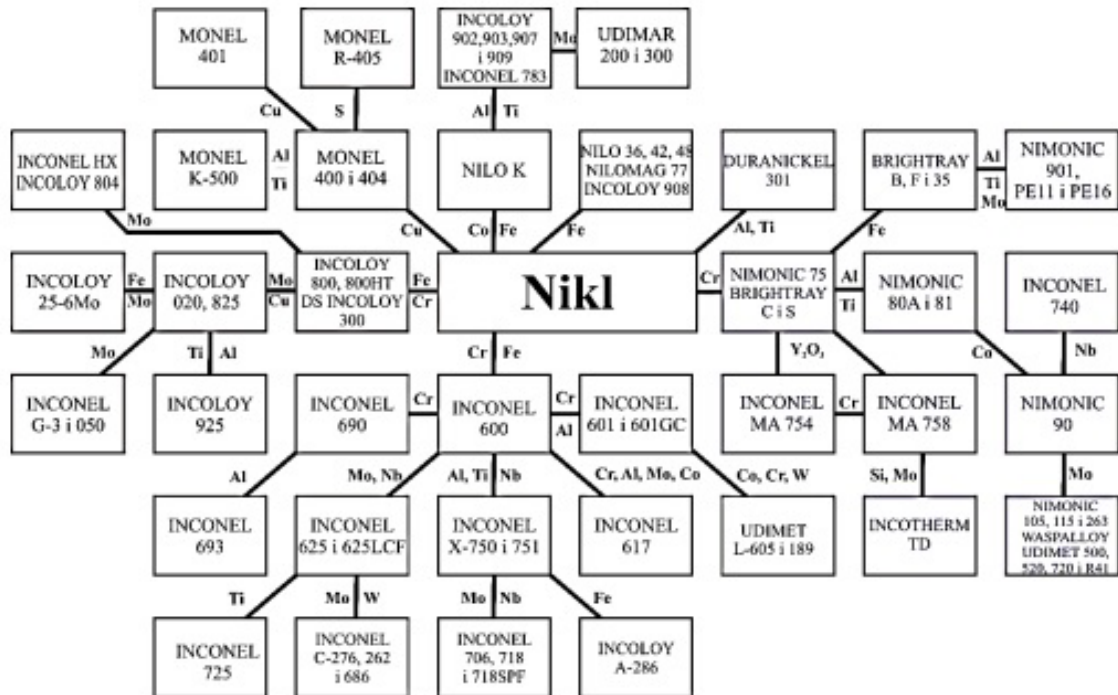 MONEL
401
MONEL
R-405
INCOLOY
902,903,907
i 909
INCONEL 783
Mo
UDIMAR
200 i 300
Cu
S
Al Ti
INCONEL HX
INCOLOY 804
MONEL
K-500
Al
Ti
MONEL
400 i 404
NILO K
NILO 36, 42, 48
NILOMAG 77
INCOLOY 908
DURANICKEL
301
BRIGHTRAY
B, F i 35
Al
Ti
Mo
NIMONIC
901,
PE11 i PE16
Mo
Cu
Co Fe
Fe
Al, Ti
Fe
INCOLOY
25-6Mo
Fe
Mo
INCOLOY
020, 825
Mo
Cu
INCOLOY
800, 800HT
DS INCOLOY
300
Fe
Cr
Nikl
Cr
NIMONIC 75
BRIGHTRAY
C i S
Al
Ti
NIMONIC
80A i 81
INCONEL
740
Mo
Ti Al
Cr Fe
Y₂O₃
Co
Nb
INCONEL
G-3 i 050
INCOLOY
925
INCONEL
690
Cr
INCONEL
600
Cr
Al
INCONEL
601 i 601GC
INCONEL
MA 754
Cr
INCONEL
MA 758
NIMONIC
90
Al
Mo, Nb
Al, Ti Nb
Cr, Al, Mo, Co
Co, Cr, W
Si, Mo
Mo
INCONEL
693
INCONEL
625 i 625LCF
INCONEL
X-750 i 751
INCONEL
617
UDIMET
L-605 i 189
INCOTHERM
TD
NIMONIC
105, 115 i 263
WASPALLOY
UDIMET 500,
520, 720 i R41
Ti
Mo W
Mo Nb
Fe
INCONEL
725
INCONEL
C-276, 262
i 686
INCONEL
706, 718
i 718SPF
INCOLOY
A-286